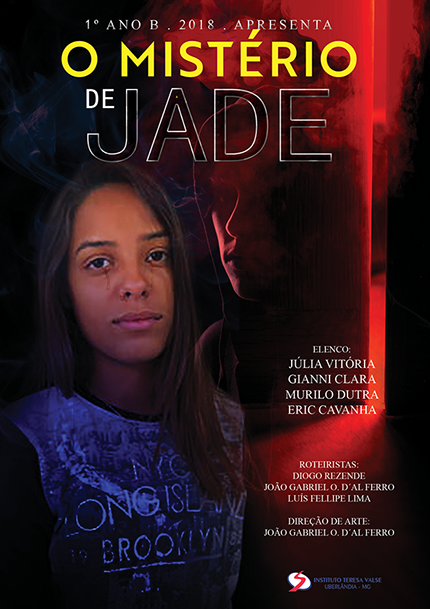 1º ANO B . 2018 . APRESENTA
O MISTÉRIO
DE
JADE
ELENCO:
JÚLIA VITÓRIA
GIANNI CLARA
MURILO DUTRA
ERIC CAVANHA
NYC
LONG ISLAND
BROOKLYN
ROTEIRISTAS:
DIOGO REZENDE
JOÃO GABRIEL O. D´AL FERRO
LUÍS FELLIPE LIMA
DIREÇÃO DE ARTE:
JOÃO GABRIEL O. D´AL FERRO
INSTITUTO TERESA VALSE
UBERLÂNDIA - MG